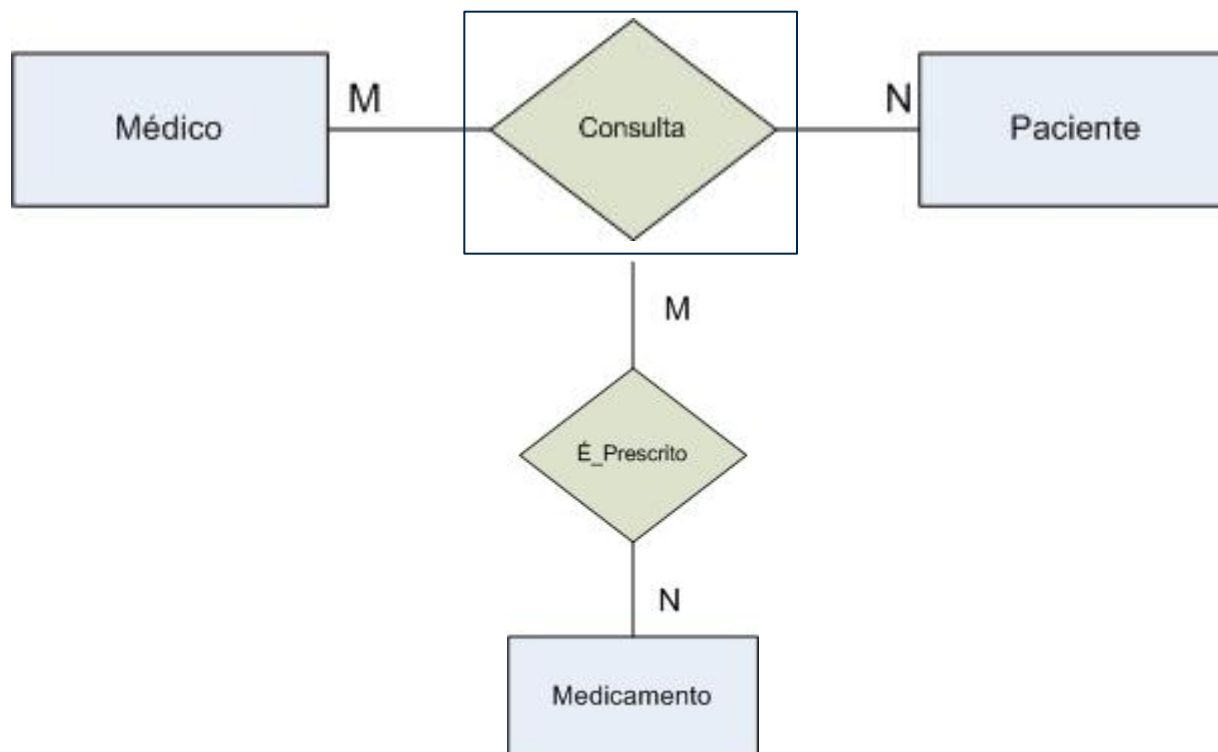 Médico
M
Consulta
N
Paciente
M
É_Prescrito
N
Medicamento